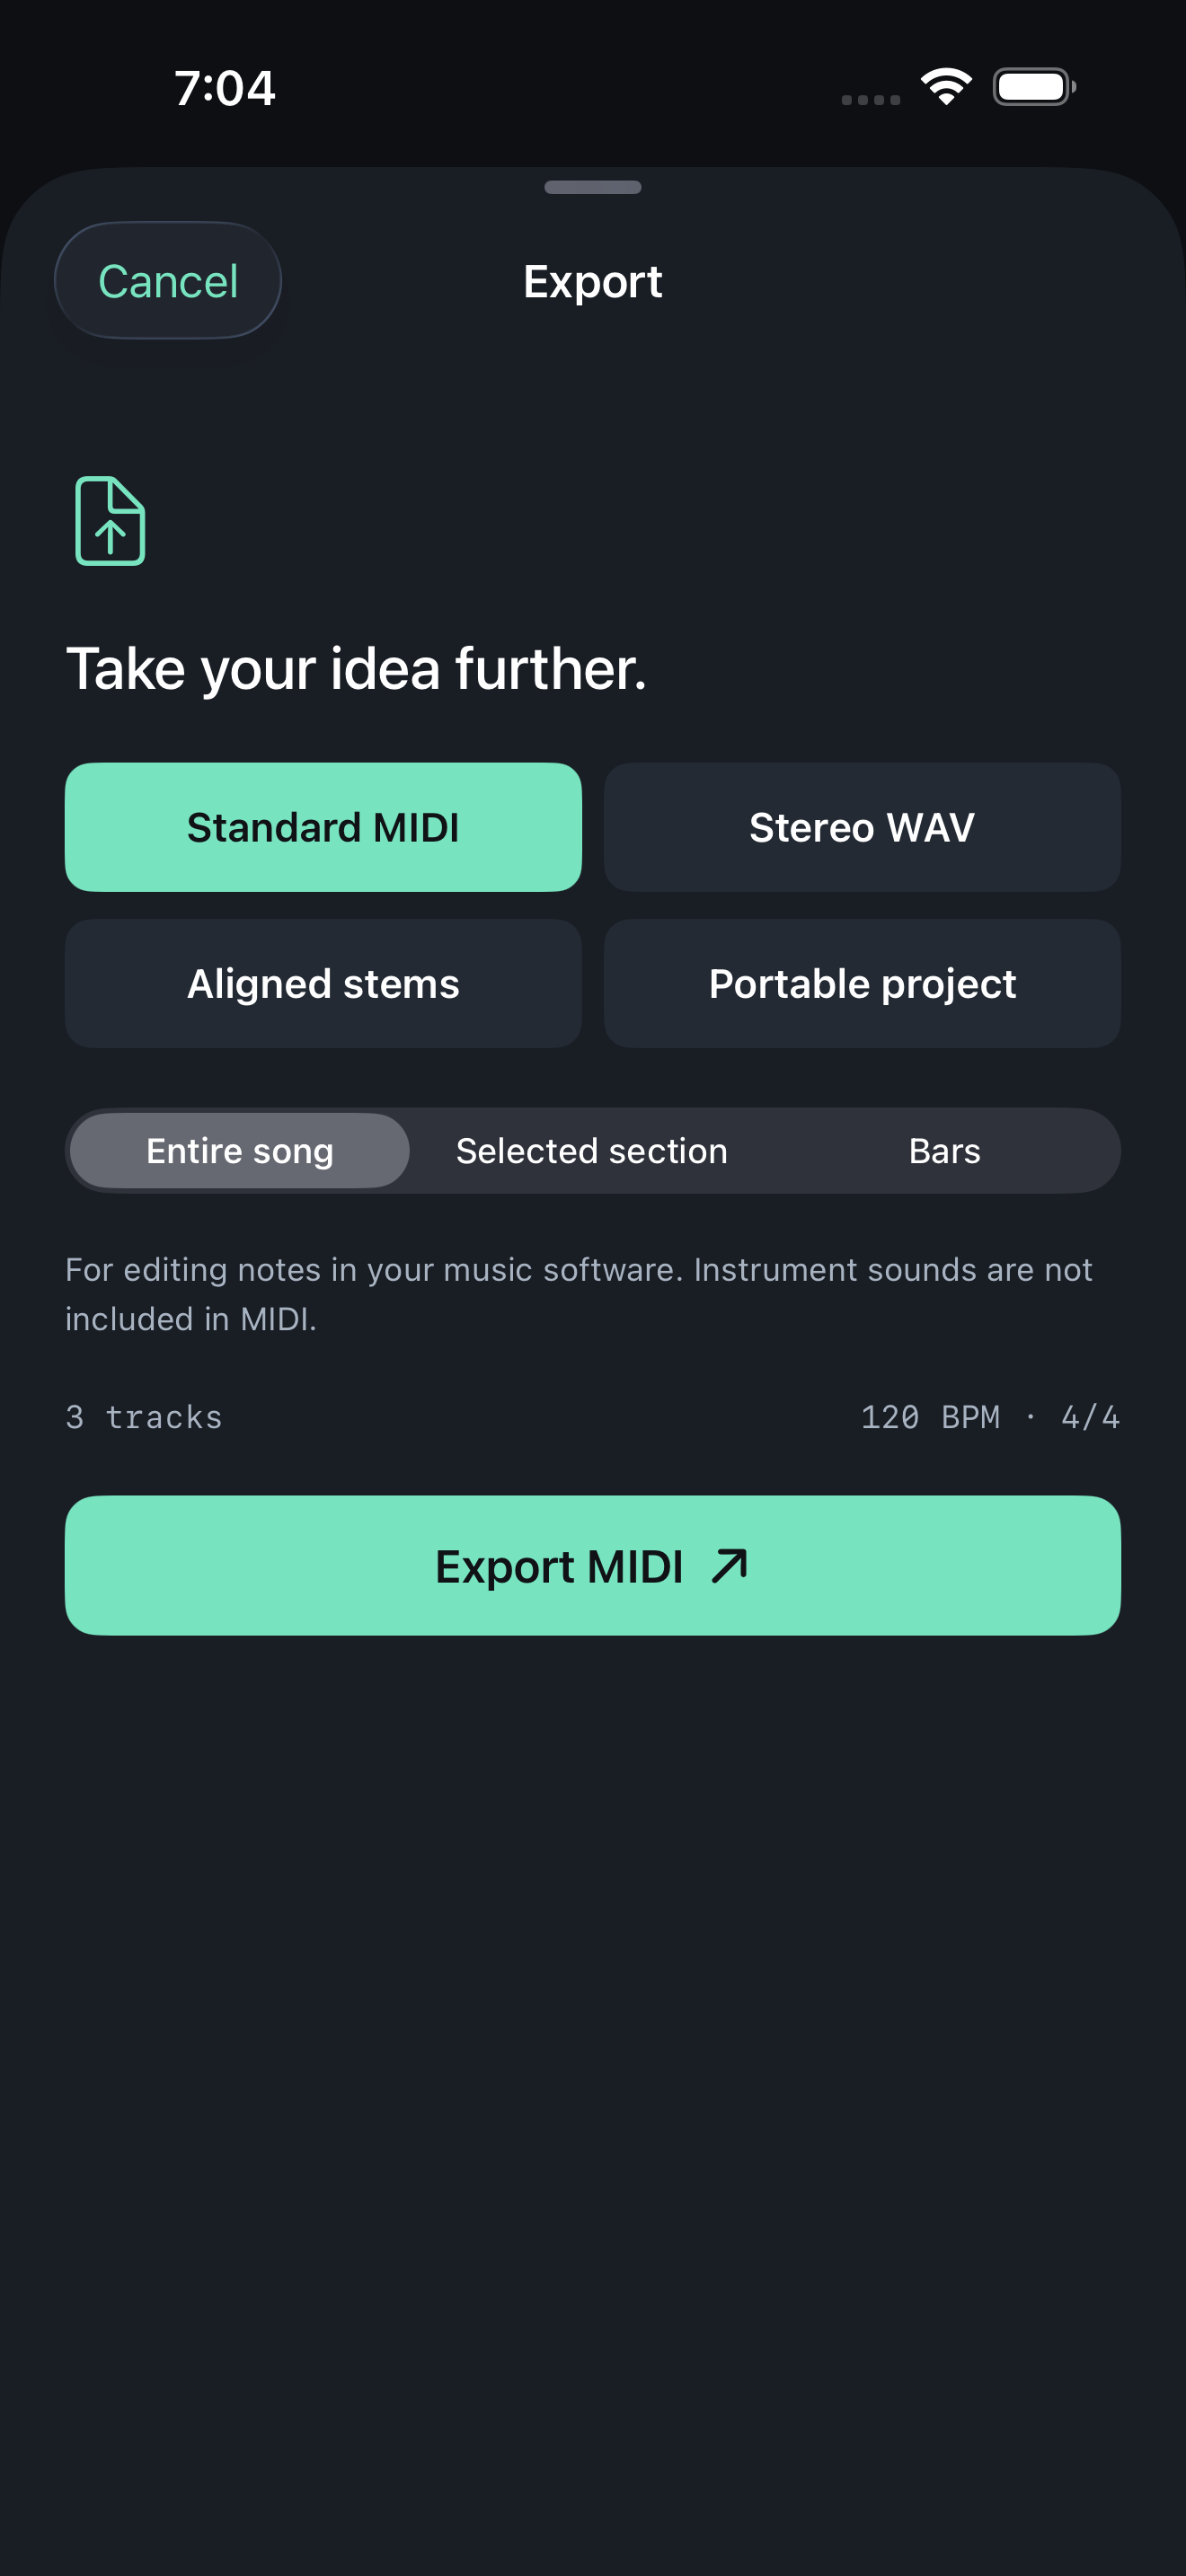 7:04
Cancel
Export
Take your idea further.
Standard MIDI
Stereo WAV
Aligned stems
Portable project
Entire song
Selected section
Bars
For editing notes in your music software. Instrument sounds are not
included in MIDI.
3 tracks
120 BPM · 4/4
Export MIDI